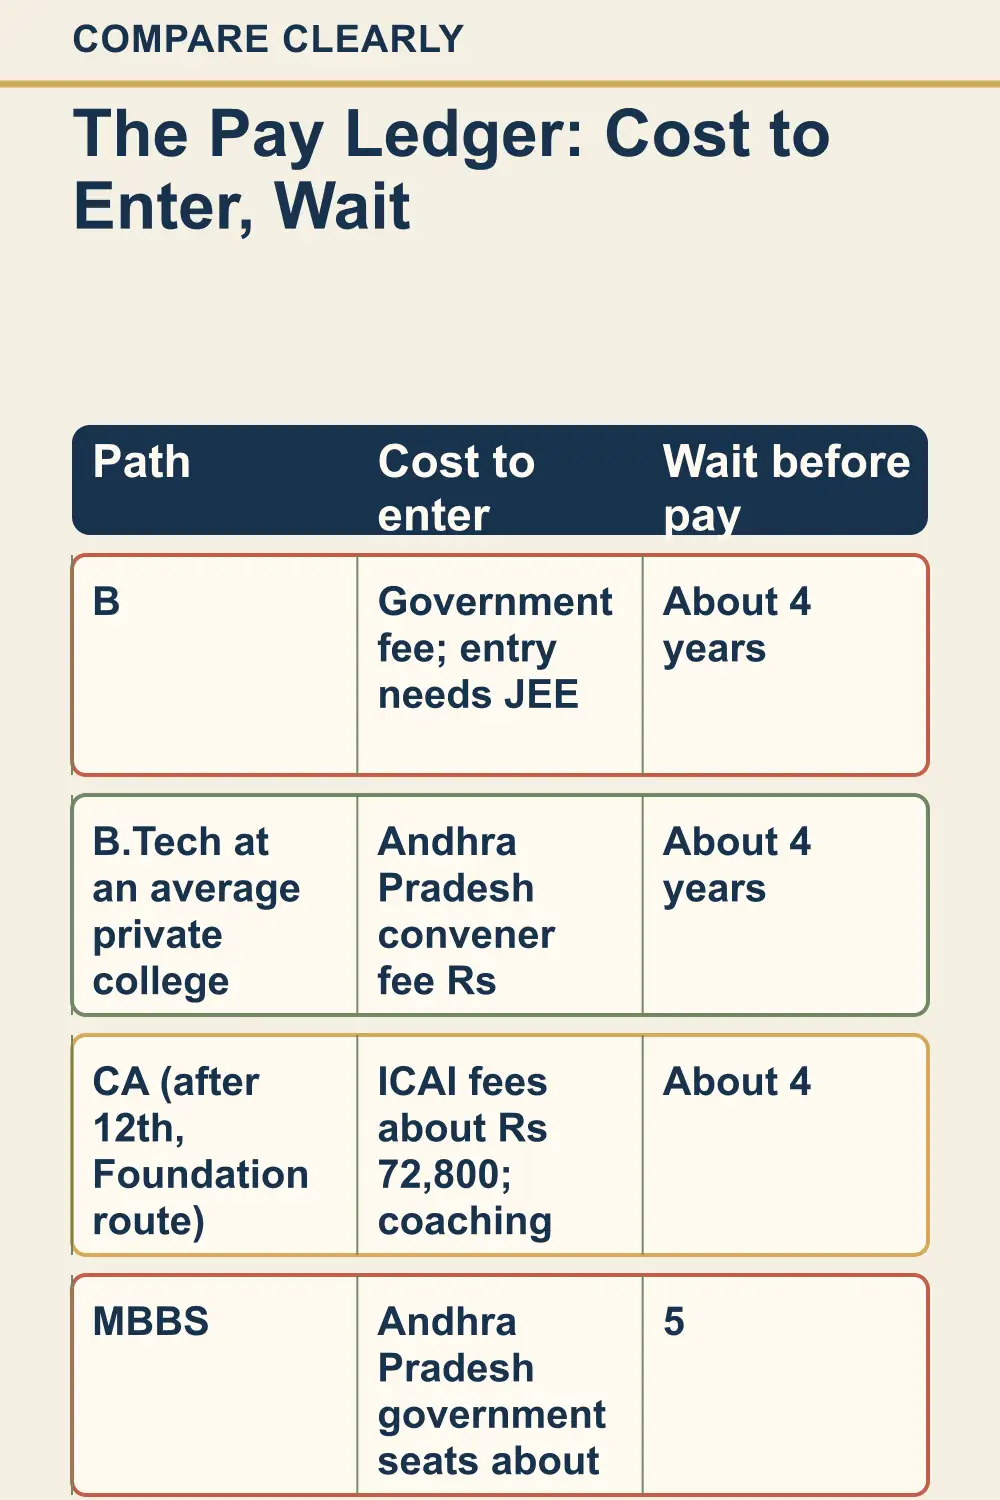 COMPARE CLEARLY
The Pay Ledger: Cost to
Enter, Wait
Path
Cost to
enter
Wait before
pay
B
Government
fee; entry
needs JEE
About 4
years
B.Tech at
an average
private
college
Andhra
Pradesh
convener
fee Rs
About 4
years
CA (after
12th,
Foundation
route)
ICAI fees
about Rs
72,800;
coaching
About 4
MBBS
Andhra
Pradesh
government
seats about
5